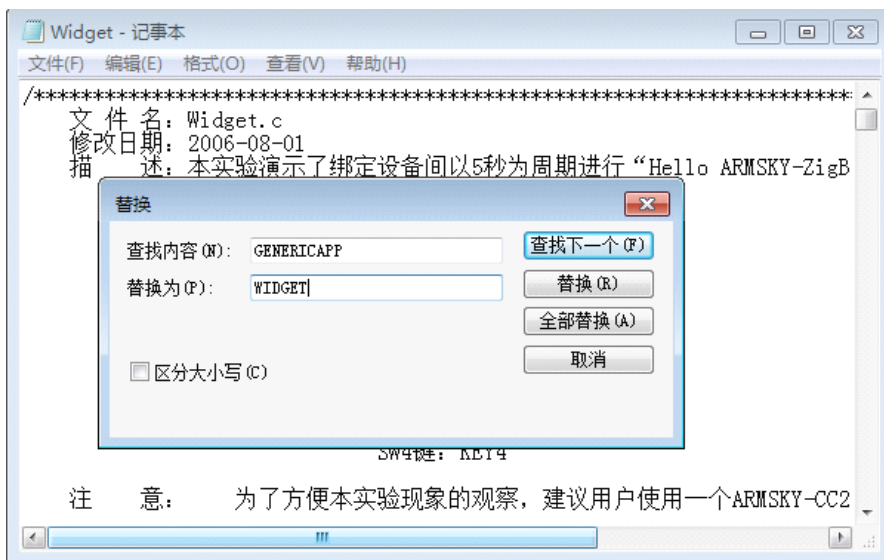 Widget - 记事本
文件(F) 编辑(E) 格式(O) 查看(V) 帮助(H)
/**********************************************************************
文 件 名：Widget.c
修改日期：2006-08-01
描 述：本实验演示了绑定设备间以5秒为周期进行“Hello ARMSKY-ZigB
替换
查找内容(N)： GENERICAPP 查找下一个(F)
替换为(P)： WIDGET 替换(R)
全部替换(A)
区分大小写(C) 取消
SW4键：KEY4
注 意： 为了方便本实验现象的观察，建议用户使用一个ARMSKY-CC2